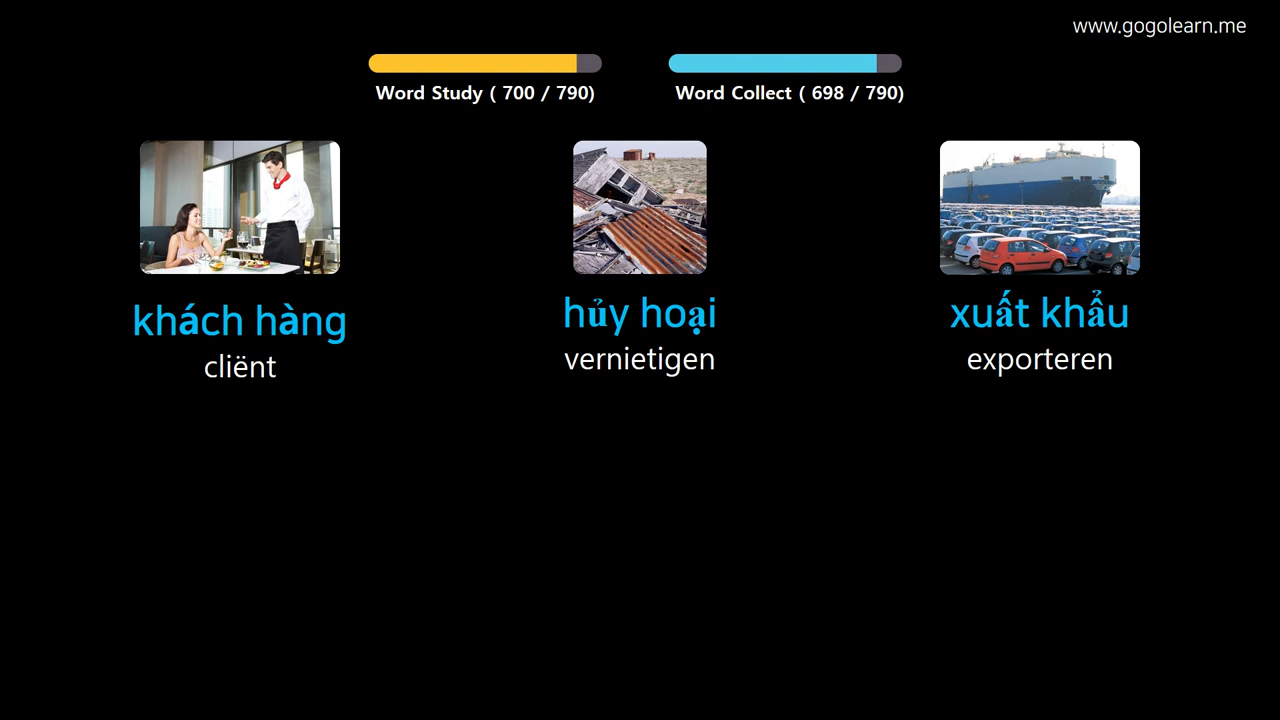 www.gogolearn.me
Word Study ( 700 / 790)
Word Collect ( 698 / 790)
khách hàng
cliënt
hủy hoại
vernietigen
xuất khẩu
exporteren